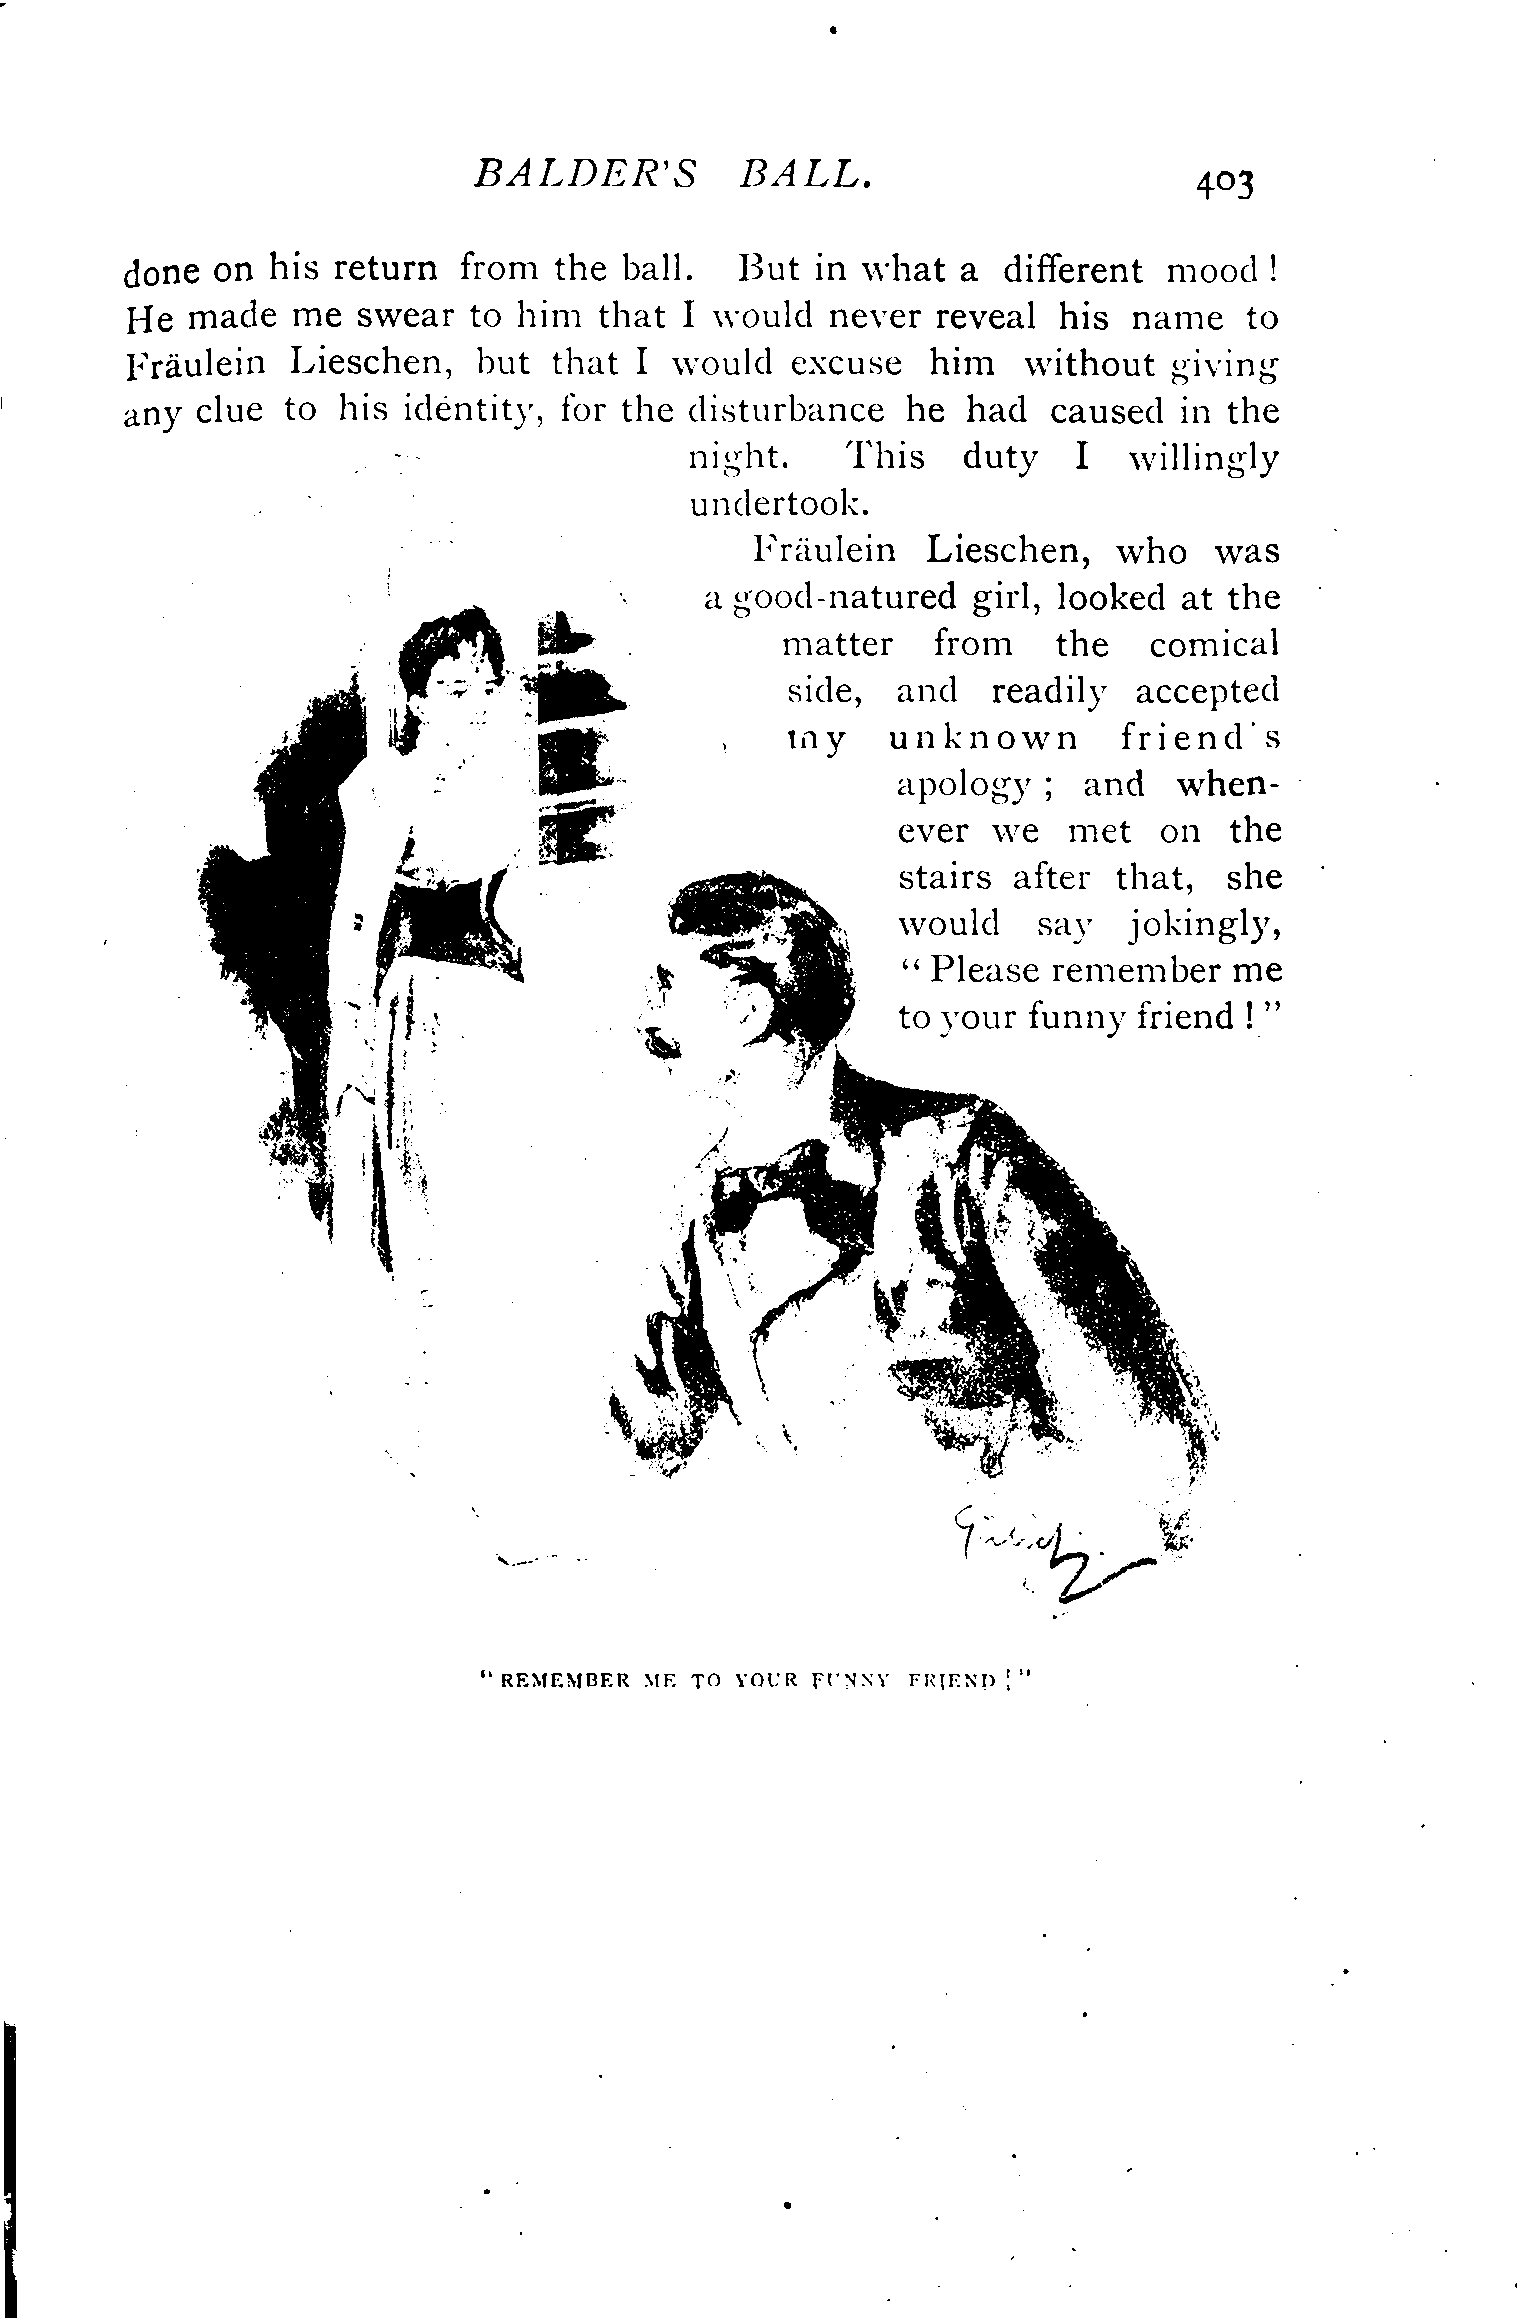 BALDER'S BALL.
403
done on his return from the ball. But in what a different mood!
He made me swear to him that I would never reveal his name to
Fräulein Lieschen, but that I would excuse him without giving
any clue to his identity, for the disturbance he had caused in the
night. This duty I willingly
undertook.
Fräulein Lieschen, who was
a good-natured girl, looked at the
matter from the comical
side, and readily accepted
my unknown friend's
apology; and when-
ever we met on the
stairs after that, she
would say jokingly,
“Please remember me
to your funny friend!”
“REMEMBER ME TO YOUR FUNNY FRIEND!”